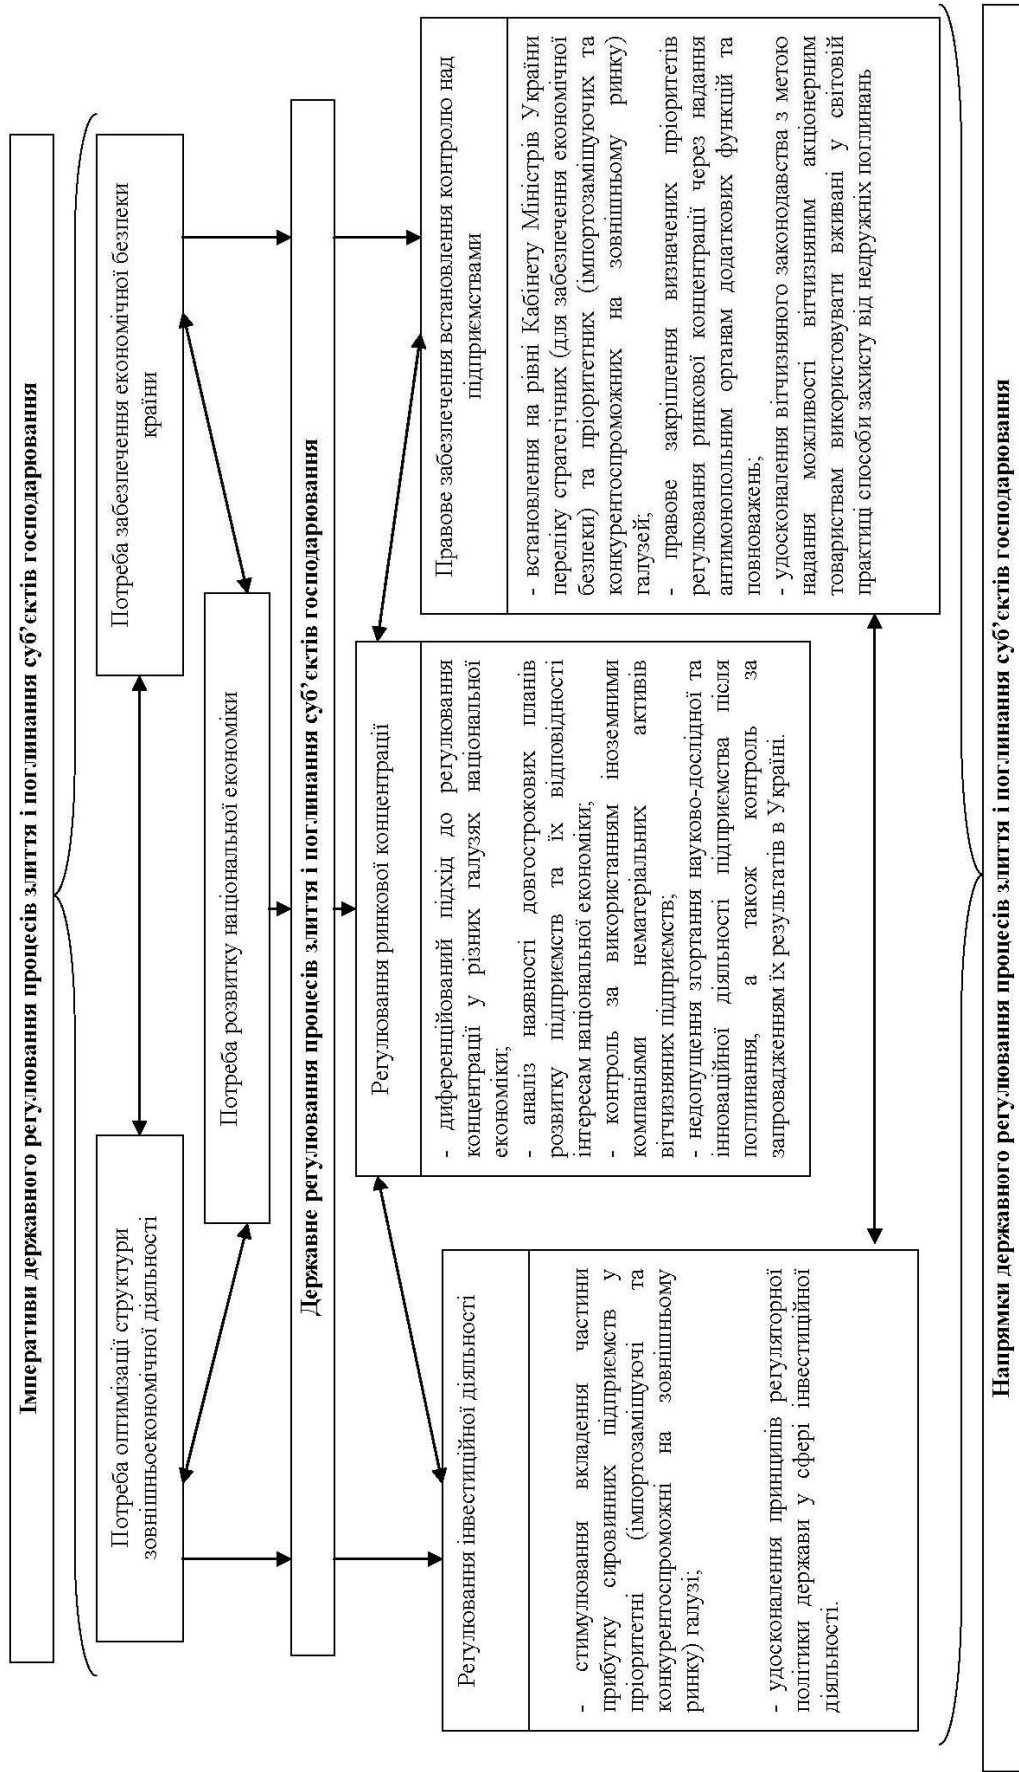 Імперативи державного регулювання процесів злиття і поглинання суб’єктів господарювання
Потреба оптимізації структури
зовнішньоекономічної діяльності
Потреба забезпечення економічної безпеки
країни
Потреба розвитку національної економіки
Державне регулювання процесів злиття і поглинання суб’єктів господарювання
Регулювання інвестиційної діяльності
- стимулювання вкладення частини
прибутку сировинних підприємств у
пріоритетні (імпортозаміщуючі та
конкурентоспроможні на зовнішньому
ринку) галузі;
- удосконалення принципів регуляторної
політики держави у сфері інвестиційної
діяльності.
Регулювання ринкової концентрації
- диференційований підхід до регулювання
концентрації у різних галузях національної
економіки;
- аналіз наявності довгострокових планів
розвитку підприємств та їх відповідності
інтересам національної економіки;
- контроль за використанням іноземними
компаніями нематеріальних активів
вітчизняних підприємств;
- недопущення згортання науково-дослідної та
інноваційної діяльності підприємства після
поглинання, а також контроль за
запровадженням їх результатів в Україні.
Правове забезпечення встановлення контролю над
підприємствами
- встановлення на рівні Кабінету Міністрів України
переліку стратегічних (для забезпечення економічної
безпеки) та пріоритетних (імпортозаміщуючих та
конкурентоспроможних на зовнішньому ринку)
галузей;
- правове закріплення визначених пріоритетів
регулювання ринкової концентрації через надання
антимонопольним органам додаткових функцій та
повноважень;
- удосконалення вітчизняного законодавства з метою
надання можливості вітчизняним акціонерним
товариствам використовувати вживані у світовій
практиці способи захисту від недружніх поглинань
Напрямки державного регулювання процесів злиття і поглинання суб’єктів господарювання